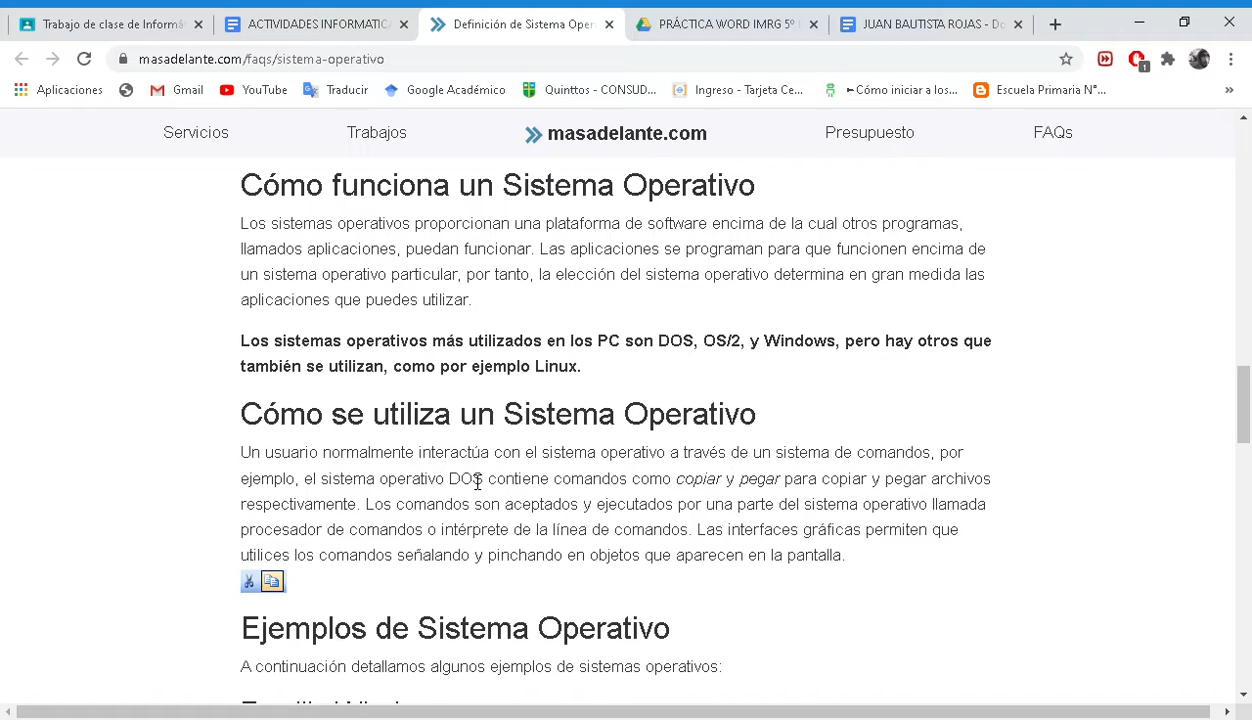 Trabajo de clase de Informá
ACTIVIDADES INFORMATICA
Definición de Sistema Oper
PRÁCTICA WORD IMRG 5º
JUAN BAUTISTA ROJAS - Do
masadelante.com/faqs/sistema-operativo
1
Aplicaciones
Gmail
YouTube
Traducir
Google Académico
Quinttos - CONSUD...
Ingreso - Tarjeta Ce...
Cómo iniciar a los...
Escuela Primaria N°...
»
Servicios
Trabajos
masadelante.com
Presupuesto
FAQs
Cómo funciona un Sistema Operativo
Los sistemas operativos proporcionan una plataforma de software encima de la cual otros programas,
llamados aplicaciones, puedan funcionar. Las aplicaciones se programan para que funcionen encima de
un sistema operativo particular, por tanto, la elección del sistema operativo determina en gran medida las
aplicaciones que puedes utilizar.
Los sistemas operativos más utilizados en los PC son DOS, OS/2, y Windows, pero hay otros que
también se utilizan, como por ejemplo Linux.
Cómo se utiliza un Sistema Operativo
Un usuario normalmente interactúa con el sistema operativo a través de un sistema de comandos, por
ejemplo, el sistema operativo DOS contiene comandos como copiar y pegar para copiar y pegar archivos
respectivamente. Los comandos son aceptados y ejecutados por una parte del sistema operativo llamada
procesador de comandos o intérprete de la línea de comandos. Las interfaces gráficas permiten que
utilices los comandos señalando y pinchando en objetos que aparecen en la pantalla.
Ejemplos de Sistema Operativo
A continuación detallamos algunos ejemplos de sistemas operativos: